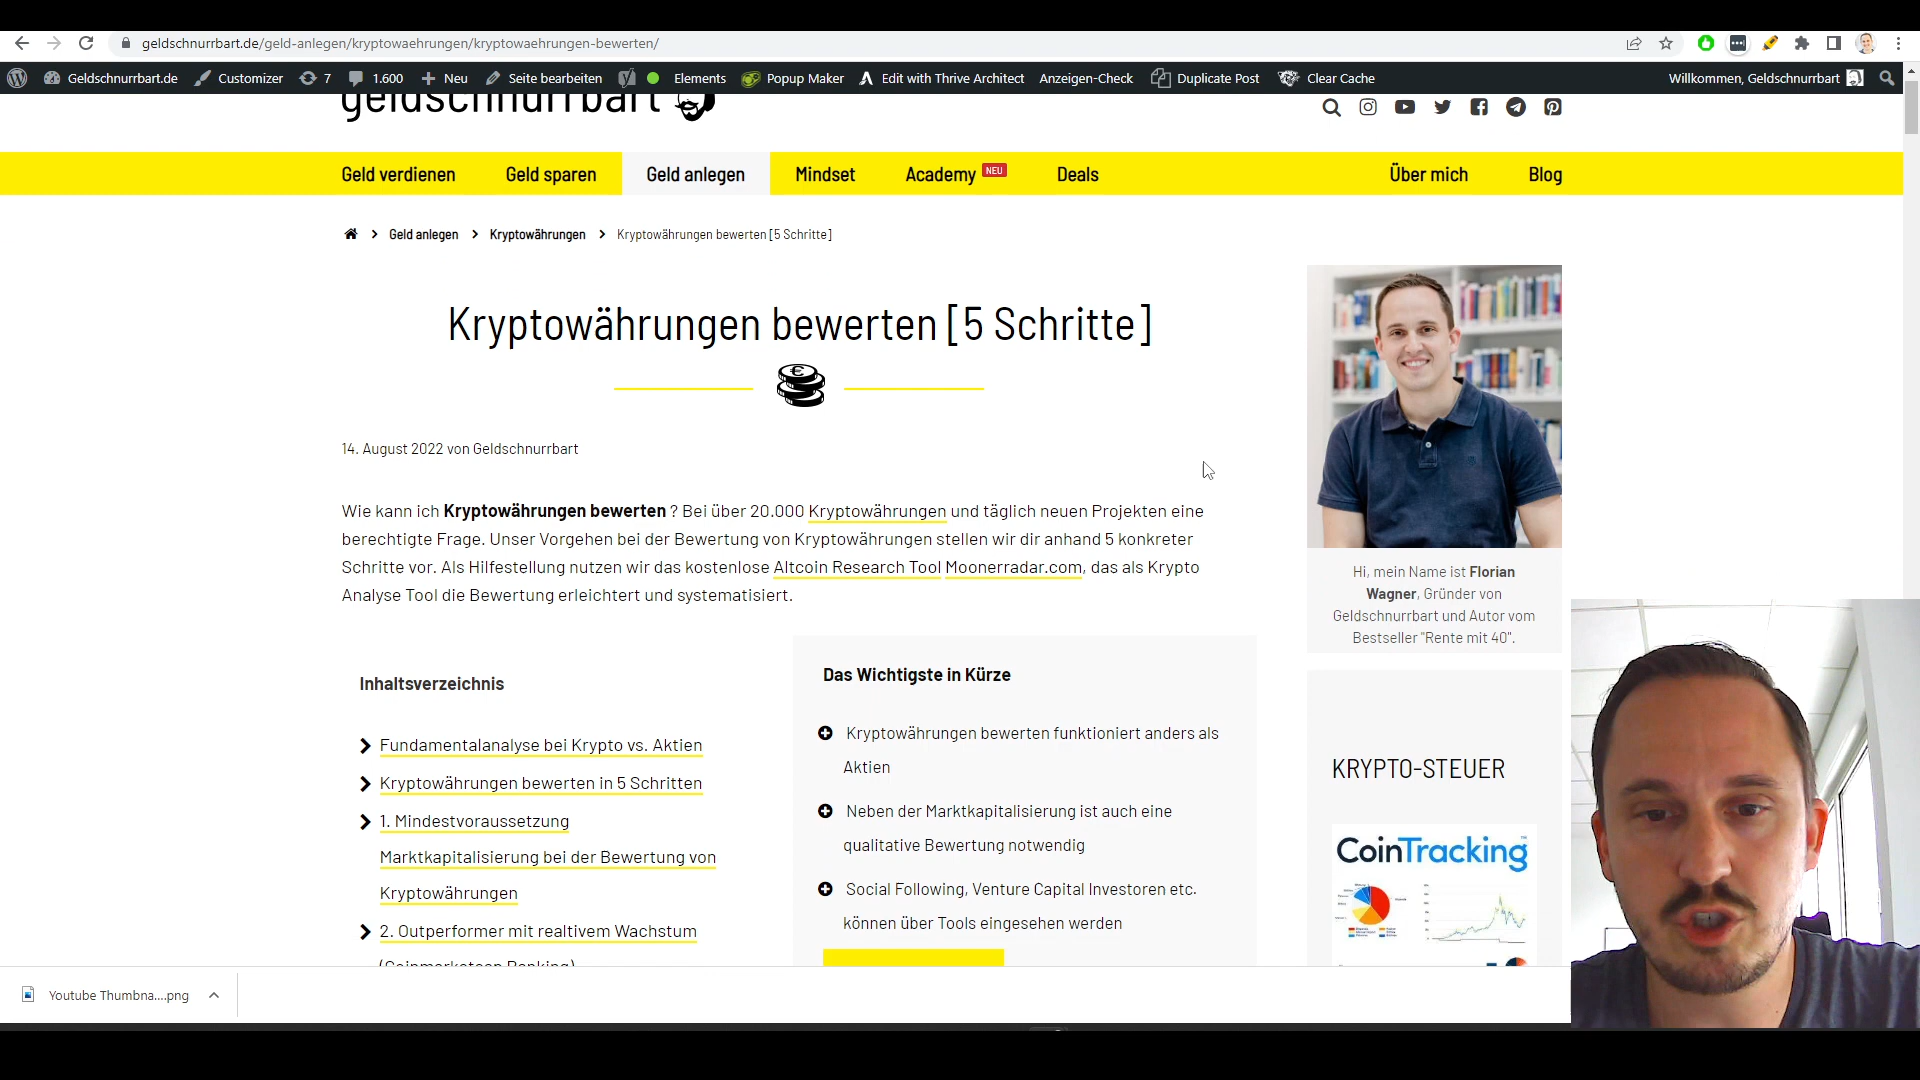 geldschnurrbart.de/geld-anlegen/kryptowaehrungen/kryptowaehrungen-bewerten/
Geldschnurrbart.de Customizer 7 1.600 Neu Seite bearbeiten Elements Popup Maker Edit with Thrive Architect Anzeigen-Check Duplicate Post Clear Cache Willkommen, Geldschnurrbart
geldschnurrbart
Geld verdienen Geld sparen Geld anlegen Mindset Academy NEU Deals Über mich Blog
Geld anlegen Kryptowährungen Kryptowährungen bewerten [5 Schritte]
Kryptowährungen bewerten [5 Schritte]
14. August 2022 von Geldschnurrbart
Wie kann ich Kryptowährungen bewerten ? Bei über 20.000 Kryptowährungen und täglich neuen Projekten eine
berechtigte Frage. Unser Vorgehen bei der Bewertung von Kryptowährungen stellen wir dir anhand 5 konkreter
Schritte vor. Als Hilfestellung nutzen wir das kostenlose Altcoin Research Tool Moonerradar.com, das als Krypto
Analyse Tool die Bewertung erleichtert und systematisiert.
Inhaltsverzeichnis
Fundamentalanalyse bei Krypto vs. Aktien
Kryptowährungen bewerten in 5 Schritten
1. Mindestvoraussetzung
Marktkapitalisierung bei der Bewertung von
Kryptowährungen
2. Outperformer mit realtivem Wachstum
(Coinmarketcap Ranking)
Das Wichtigste in Kürze
Kryptowährungen bewerten funktioniert anders als
Aktien
Neben der Marktkapitalisierung ist auch eine
qualitative Bewertung notwendig
Social Following, Venture Capital Investoren etc.
können über Tools eingesehen werden
Hi, mein Name ist Florian
Wagner, Gründer von
Geldschnurrbart und Autor vom
Bestseller "Rente mit 40".
KRYPTO-STEUER
CoinTracking
Youtube Thumbna....png